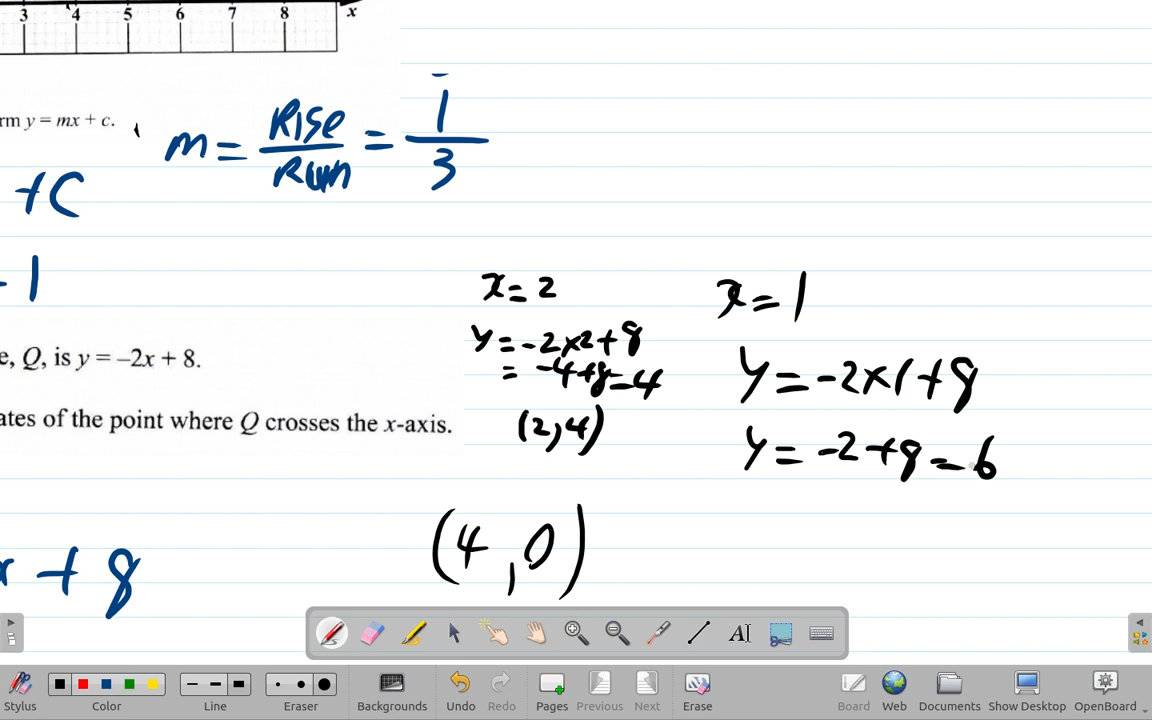 3 4 5 6 7 8 x
rm y = mx + c.
m = Rise / Run = 1 / 3
+ C
- 1
x = 2
y = -2x2 + 8
= -4+8=4
(2,4)
x = 1
y = -2x1+8
y = -2+8=6
e, Q, is y = –2x + 8.
ates of the point where Q crosses the x-axis.
(4,0)
x + 8
Stylus Color Line Eraser Backgrounds Undo Redo Pages Previous Next Erase Board Web Documents Show Desktop OpenBoard